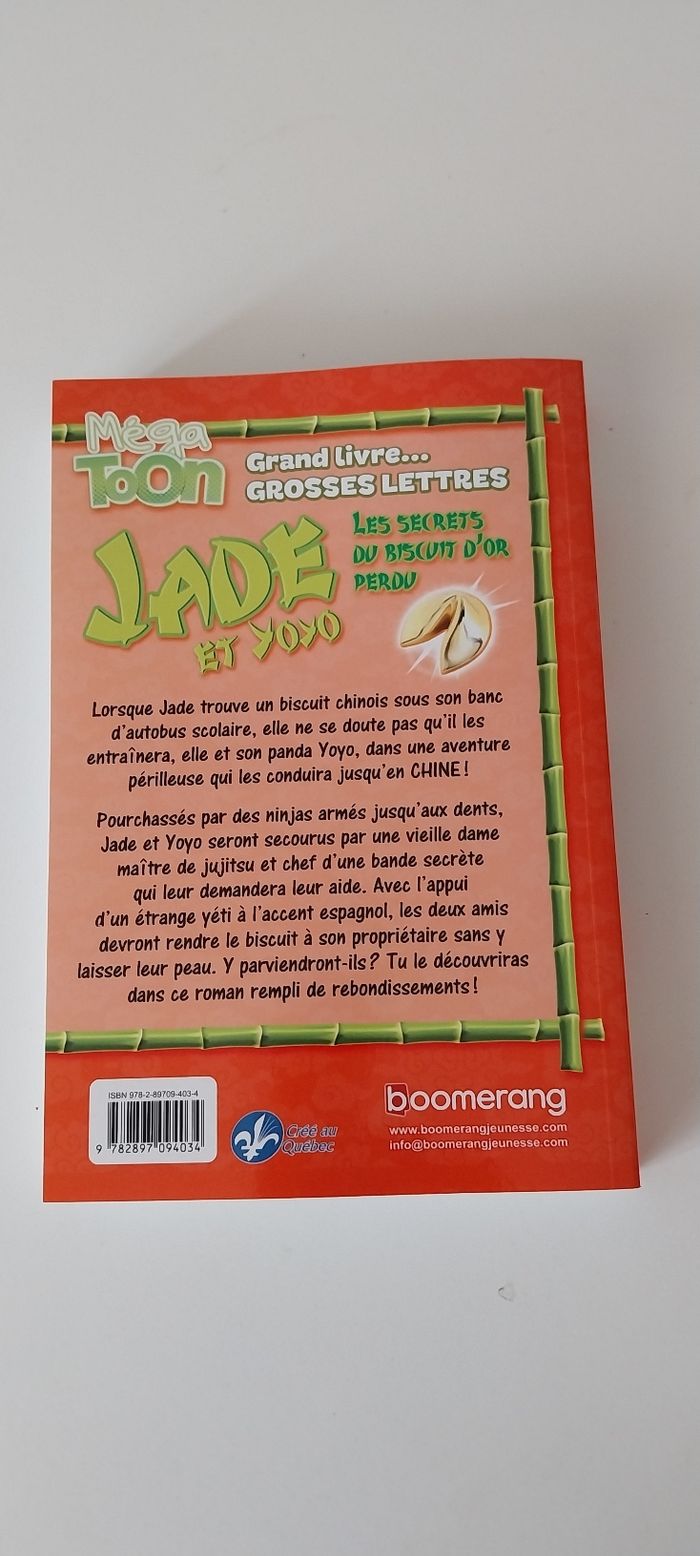 Méga
ToOn
Grand livre...
GROSSES LETTRES
JADE
ET YOYO
LES SECRETS
DU BISCUIT D'OR
PERDU
Lorsque Jade trouve un biscuit chinois sous son banc
d'autobus scolaire, elle ne se doute pas qu'il les
entraînera, elle et son panda Yoyo, dans une aventure
périlleuse qui les conduira jusqu'en CHINE !
Pourchassés par des ninjas armés jusqu'aux dents,
Jade et Yoyo seront secourus par une vieille dame
maître de jujitsu et chef d'une bande secrète
qui leur demandera leur aide. Avec l'appui
d'un étrange yéti à l'accent espagnol, les deux amis
devront rendre le biscuit à son propriétaire sans y
laisser leur peau. Y parviendront-ils ? Tu le découvriras
dans ce roman rempli de rebondissements !
ISBN 978-2-89709-403-4
9 782897 094034
Créé au
Québec
boomerang
www.boomerangjeunesse.com
info@boomerangjeunesse.com